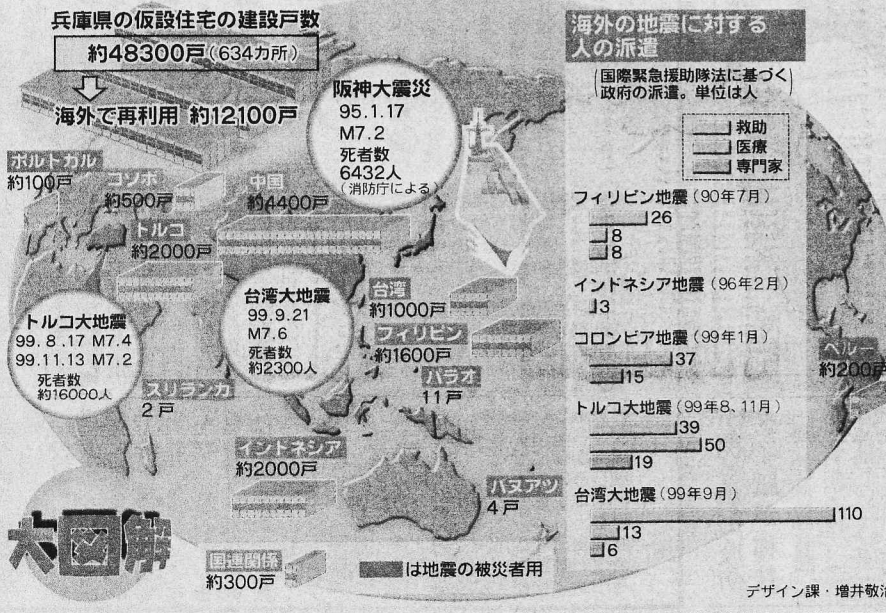 兵庫県の仮設住宅の建設戸数
約48300戸(634カ所)
海外で再利用 約12100戸
阪神大震災
95.1.17
M7.2
死者数
6432人
(消防庁による)
ポルトガル
約100戸
コソボ
約500戸
中国
約4400戸
トルコ
約2000戸
トルコ大地震
99.8.17 M7.4
99.11.13 M7.2
死者数
約16000人
台湾大地震
99.9.21
M7.6
死者数
約2300人
台湾
約1000戸
フィリピン
約1600戸
パラオ
11戸
スリランカ
2戸
インドネシア
約2000戸
バヌアツ
4戸
ペルー
約200戸
国連関係
約300戸
は地震の被災者用
大図解
海外の地震に対する
人の派遣
(国際緊急援助隊法に基づく
政府の派遣。単位は人)
救助
医療
専門家
フィリピン地震(90年7月)
26
8
8
インドネシア地震(96年2月)
3
コロンビア地震(99年1月)
37
15
トルコ大地震(99年8、11月)
39
50
19
台湾大地震(99年9月)
110
13
6
デザイン課・増井敬治